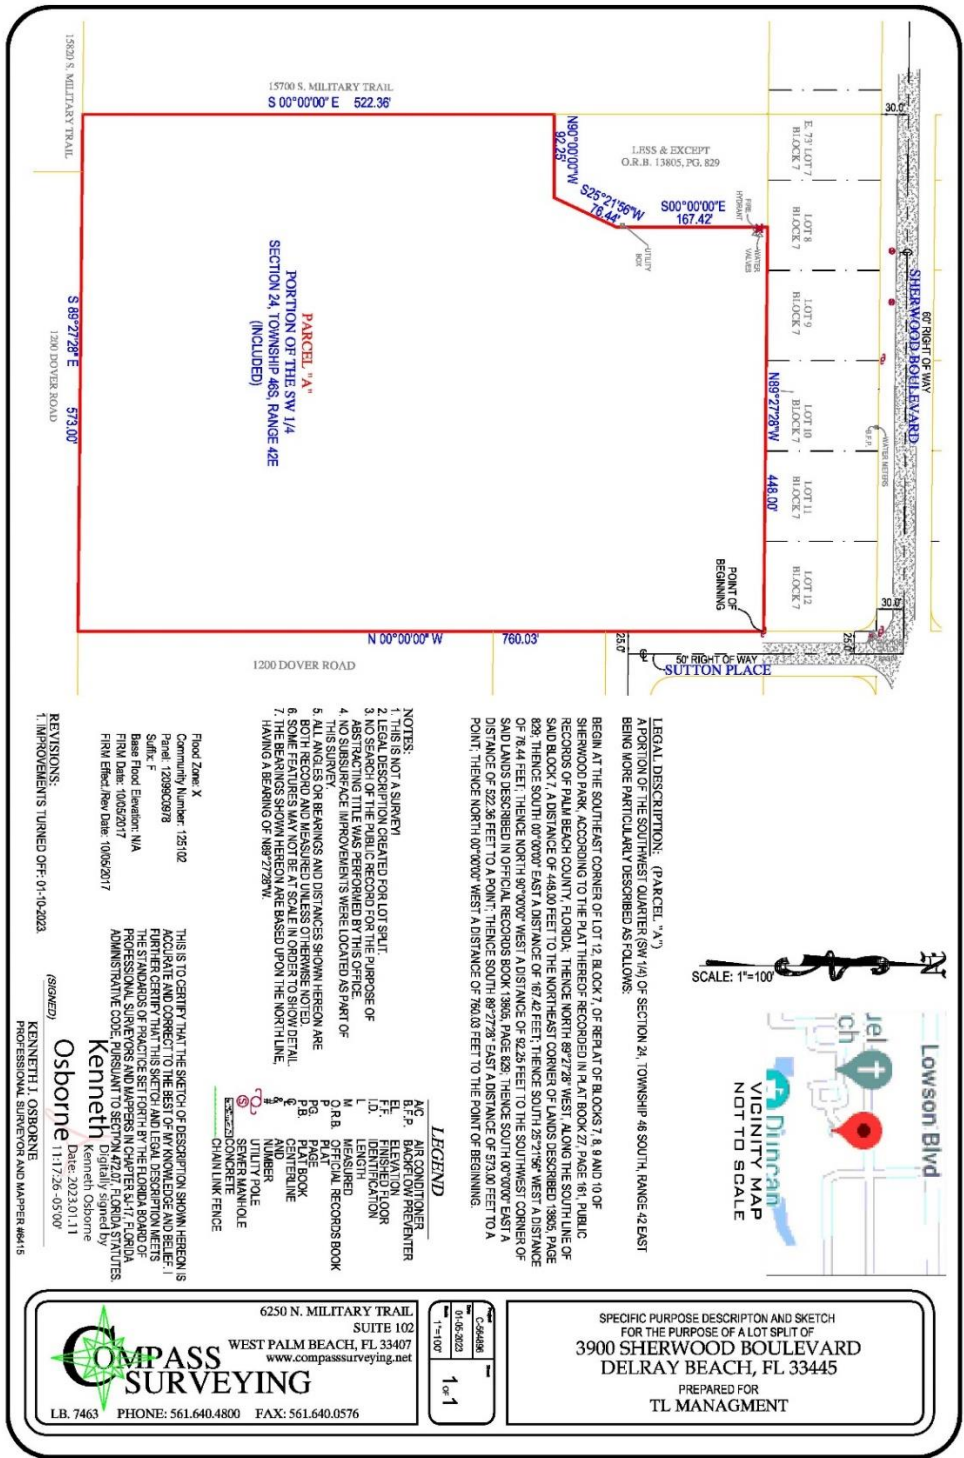 15820 S. MILITARY TRAIL
15700 S. MILITARY TRAIL
S 00°00'00" E 522.36'
N90°00'00"W
92.25'
LESS & EXCEPT
O.R.B. 13805, PG. 829
S25°21'56"W
76.44'
S00°00'00"E
167.42'
FIRE
HYDRANT
WATER
VALVES
UTILITY
BOX
E. 73' LOT 7
BLOCK 7
LOT 8
BLOCK 7
LOT 9
BLOCK 7
LOT 10
BLOCK 7
LOT 11
BLOCK 7
LOT 12
BLOCK 7
30.0'
60' RIGHT OF WAY
SHERWOOD BOULEVARD
WATER METERS
B.F.P.
N89°27'28"W 448.00'
PARCEL "A"
PORTION OF THE SW 1/4
SECTION 24, TOWNSHIP 46S, RANGE 42E
(INCLUDED)
S 89°27'28" E 573.00'
1200 DOVER ROAD
POINT OF
BEGINNING
30.0'
25.0'
25.0'
N 00°00'00" W 760.03'
50' RIGHT OF WAY
SUTTON PLACE
1200 DOVER ROAD
N
SCALE: 1"=100'
Lowson Blvd
uel
ch
Duncan
VICINITY MAP
NOT TO SCALE
LEGAL DESCRIPTION: (PARCEL "A")
A PORTION OF THE SOUTHWEST QUARTER (SW 1/4) OF SECTION 24, TOWNSHIP 46 SOUTH, RANGE 42 EAST
BEING MORE PARTICULARLY DESCRIBED AS FOLLOWS:
BEGIN AT THE SOUTHEAST CORNER OF LOT 12, BLOCK 7, OF REPLAT OF BLOCKS 7, 8, 9 AND 10 OF
SHERWOOD PARK, ACCORDING TO THE PLAT THEREOF RECORDED IN PLAT BOOK 27, PAGE 161, PUBLIC
RECORDS OF PALM BEACH COUNTY, FLORIDA. THENCE NORTH 89°27'28" WEST, ALONG THE SOUTH LINE OF
SAID BLOCK 7, A DISTANCE OF 448.00 FEET TO THE NORTHEAST CORNER OF LANDS DESCRIBED 13805, PAGE
829; THENCE SOUTH 00°00'00" EAST A DISTANCE OF 167.42 FEET; THENCE SOUTH 25°21'56" WEST A DISTANCE
OF 76.44 FEET; THENCE NORTH 90°00'00" WEST A DISTANCE OF 92.25 FEET TO THE SOUTHWEST CORNER OF
SAID LANDS DESCRIBED IN OFFICIAL RECORDS BOOK 13805, PAGE 829; THENCE SOUTH 00°00'00" EAST A
DISTANCE OF 522.36 FEET TO A POINT; THENCE SOUTH 89°27'28" EAST A DISTANCE OF 573.00 FEET TO A
POINT; THENCE NORTH 00°00'00" WEST A DISTANCE OF 760.03 FEET TO THE POINT OF BEGINNING.
NOTES:
1. THIS IS NOT A SURVEY!
2. LEGAL DESCRIPTION CREATED FOR LOT SPLIT.
3. NO SEARCH OF THE PUBLIC RECORD FOR THE PURPOSE OF
ABSTRACTING TITLE WAS PERFORMED BY THIS OFFICE.
4. NO SUBSURFACE IMPROVEMENTS WERE LOCATED AS PART OF
THIS SURVEY.
5. ALL ANGLES OR BEARINGS AND DISTANCES SHOWN HEREON ARE
BOTH RECORD AND MEASURED UNLESS OTHERWISE NOTED.
6. SOME FEATURES MAY NOT BE AT SCALE IN ORDER TO SHOW DETAIL.
7. THE BEARINGS SHOWN HEREON ARE BASED UPON THE NORTH LINE,
HAVING A BEARING OF N89°27'28"W.
LEGEND
A/C AIR CONDITIONER
B.F.P. BACKFLOW PREVENTER
EL ELEVATION
F.F. FINISHED FLOOR
I.D. IDENTIFICATION
L LENGTH
M MEASURED
O.R.B. OFFICIAL RECORDS BOOK
P PLAT
PG. PAGE
P.B. PLAT BOOK
CENTERLINE
& AND
# NUMBER
UTILITY POLE
SEWER MANHOLE
CONCRETE
CHAIN LINK FENCE
Flood Zone: X
Community Number: 125102
Panel: 12099C0978
Suffix: F
Base Flood Elevation: N/A
FIRM Date: 10/05/2017
FIRM Effect./Rev Date: 10/05/2017
REVISIONS:
1. IMPROVEMENTS TURNED OFF: 01-10-2023.
THIS IS TO CERTIFY THAT THE SKETCH OF DESCRIPTION SHOWN HEREON IS
ACCURATE AND CORRECT TO THE BEST OF MY KNOWLEDGE AND BELIEF. I
FURTHER CERTIFY THAT THIS SKETCH AND LEGAL DESCRIPTION MEETS
THE STANDARDS OF PRACTICE SET FORTH BY THE FLORIDA BOARD OF
PROFESSIONAL SURVEYORS AND MAPPERS IN CHAPTER 5J-17, FLORIDA
ADMINISTRATIVE CODE, PURSUANT TO SECTION 472.07, FLORIDA STATUTES.
(SIGNED)
Kenneth
Osborne
Digitally signed by
Kenneth Osborne
Date: 2023.01.11
11:17:26 -05'00'
KENNETH J. OSBORNE
PROFESSIONAL SURVEYOR AND MAPPER #6415
6250 N. MILITARY TRAIL
SUITE 102
WEST PALM BEACH, FL 33407
www.compasssurveying.net
COMPASS
SURVEYING
LB. 7463 PHONE: 561.640.4800 FAX: 561.640.0576
01-05-2023
1"=100'
1 OF 1
SPECIFIC PURPOSE DESCRIPTON AND SKETCH
FOR THE PURPOSE OF A LOT SPLIT OF
3900 SHERWOOD BOULEVARD
DELRAY BEACH, FL 33445
PREPARED FOR
TL MANAGMENT